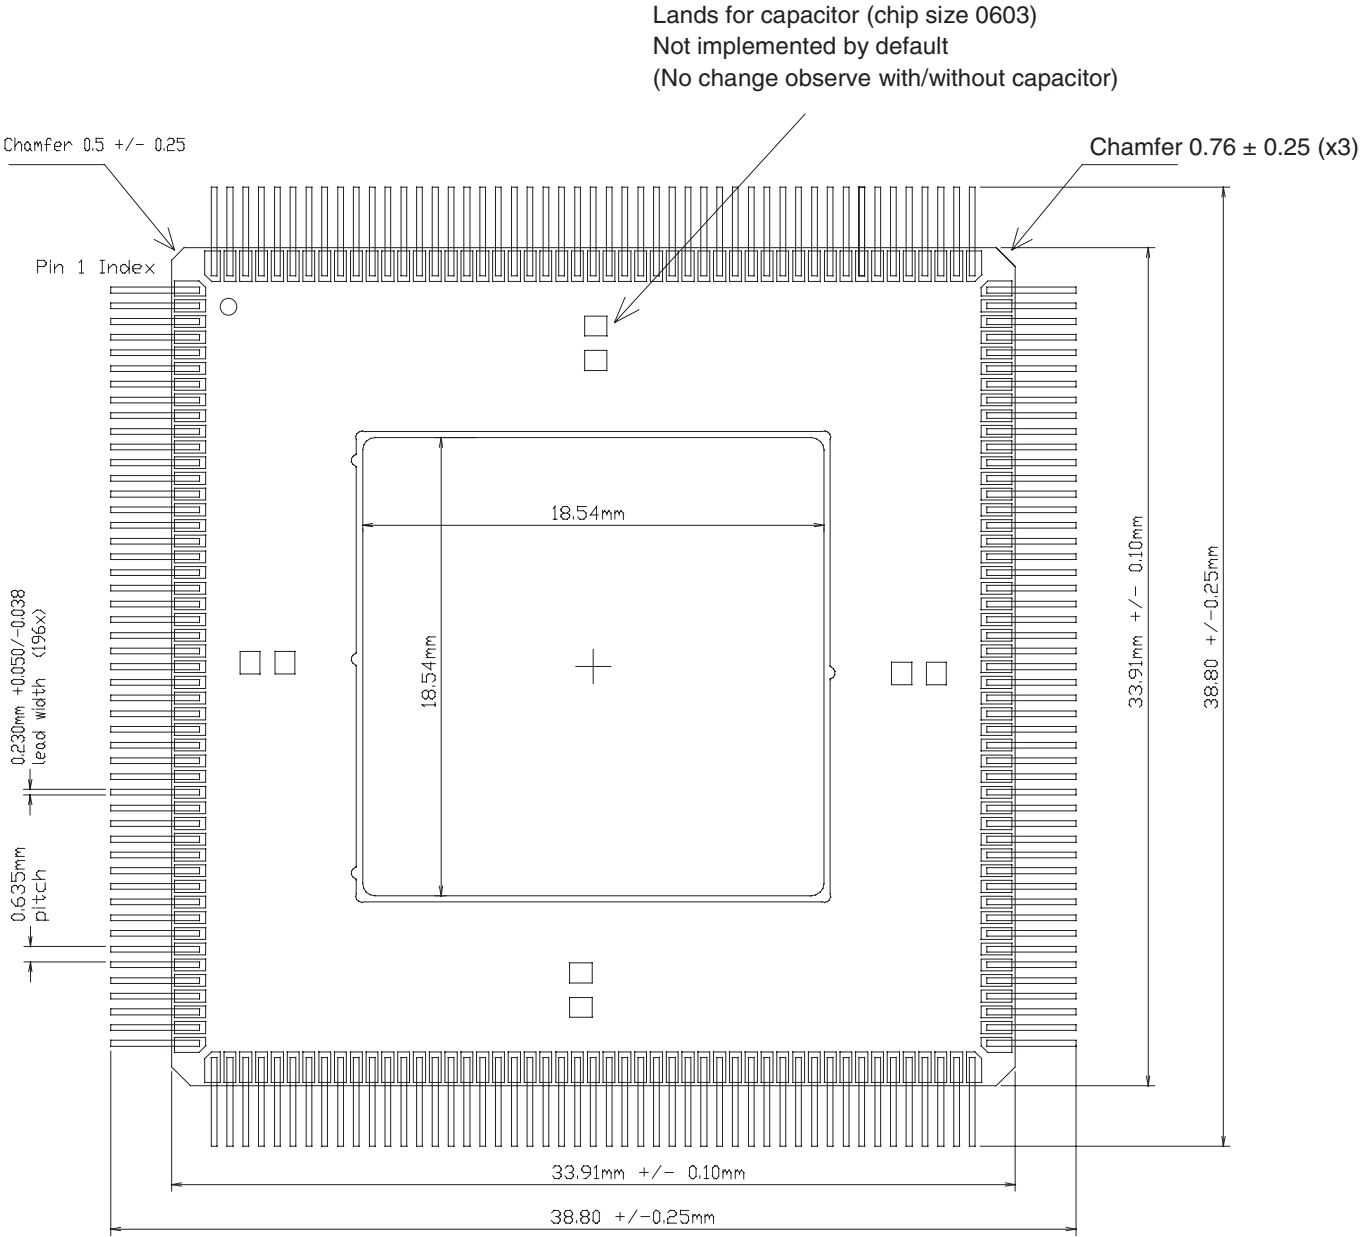 Lands for capacitor (chip size 0603)
Not implemented by default
(No change observe with/without capacitor)
Chamfer 0.5 +/- 0.25
Chamfer 0.76 ± 0.25 (x3)
Pin 1 Index
18.54mm
18.54mm
33.91mm +/- 0.10mm
38.80 +/-0.25mm
0.230mm +0.050/-0.038
lead width (196x)
0.635mm
pitch
33.91mm +/- 0.10mm
38.80 +/-0.25mm